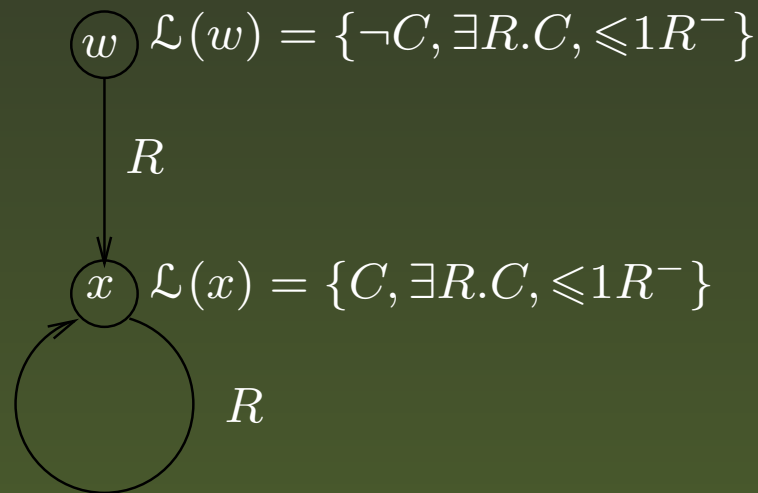 w ℒ(w) = {¬C, ∃R.C, ⩽1R⁻}
R
x ℒ(x) = {C, ∃R.C, ⩽1R⁻}
R